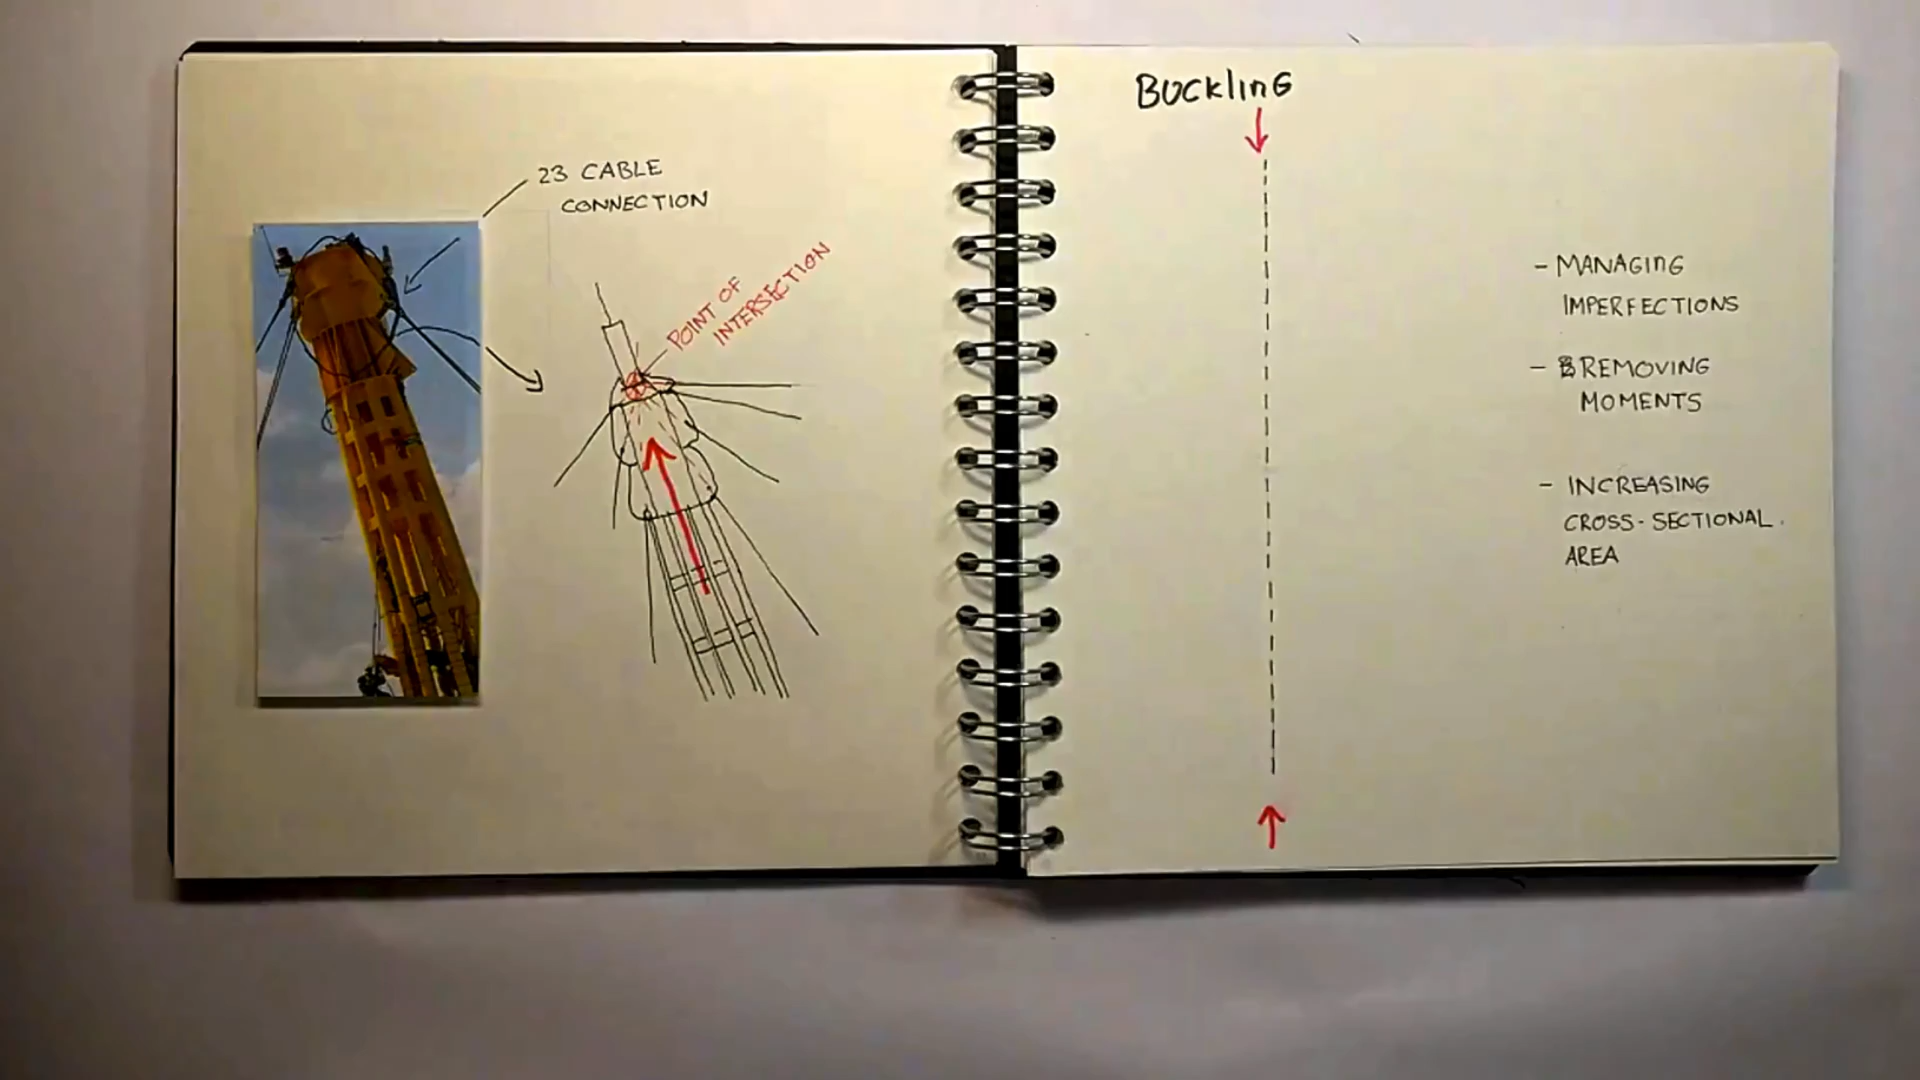 23 CABLE
CONNECTION
POINT OF
INTERSECTION
BUCklinG
- MANAGinG
IMPERFECTIONS
- REMOVING
MOMENTS
- INCREASING
CROSS-SECTIONAL.
AREA